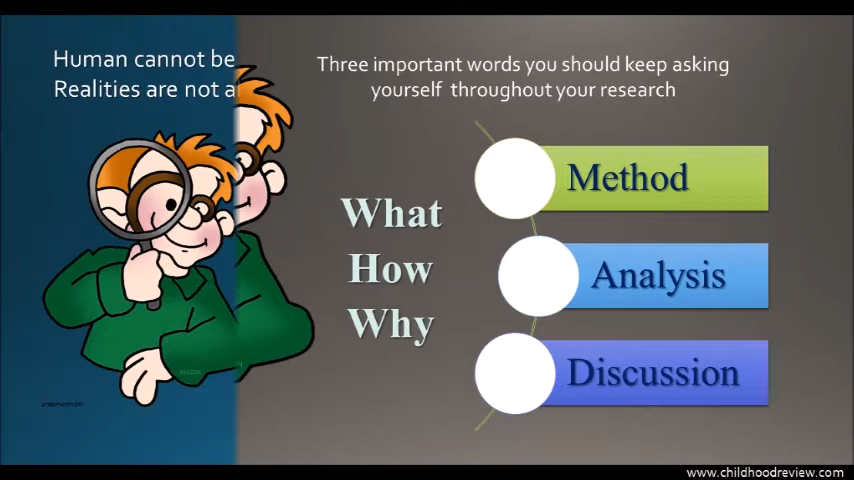 Human cannot be
Realities are not a
Three important words you should keep asking
yourself throughout your research
What
How
Why
Method
Analysis
Discussion
www.childhoodreview.com